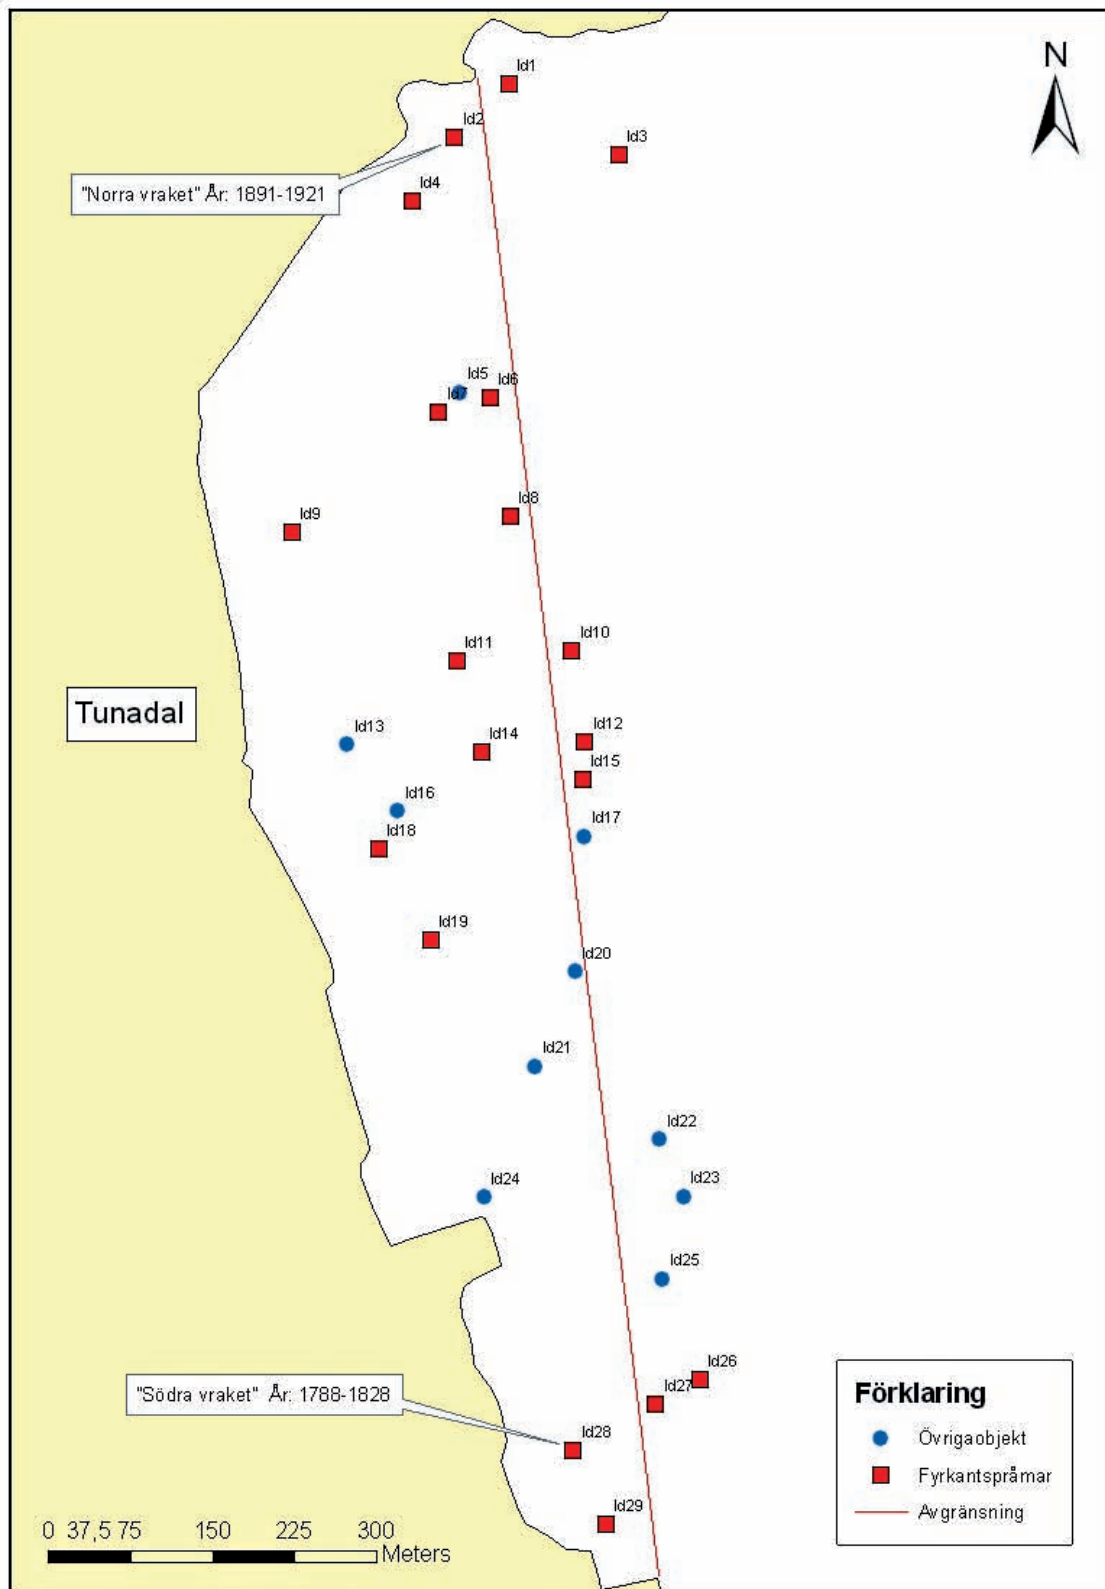 N
Id1
Id2
Id3
"Norra vraket" År: 1891-1921
Id4
Id5
Id6
Id7
Id8
Id9
Id10
Id11
Tunadal
Id12
Id13
Id14
Id15
Id16
Id17
Id18
Id19
Id20
Id21
Id22
Id23
Id24
Id25
Id26
"Södra vraket" År: 1788-1828
Id27
Id28
Id29
Förklaring
Övrigaobjekt
Fyrkantspråmar
Avgränsning
0 37,5 75 150 225 300
Meters